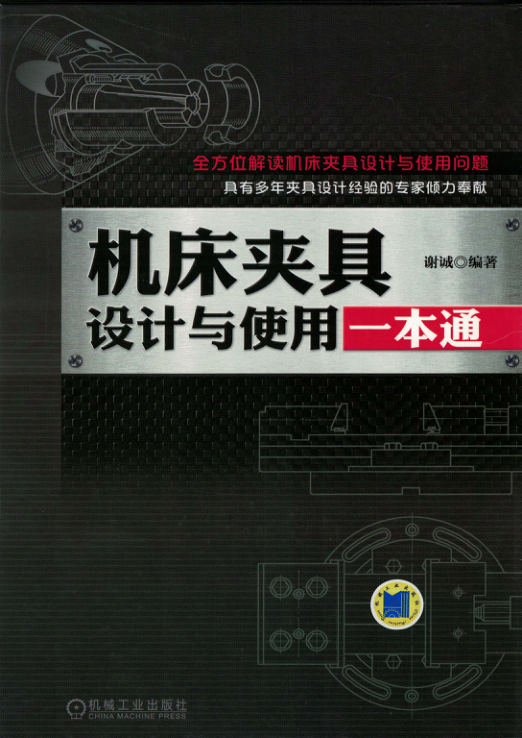 全方位解读机床夹具设计与使用问题
具有多年夹具设计经验的专家倾力奉献
机床夹具
谢诚◎编著
设计与使用一本通
机械工业出版社
CHINA MACHINE PRESS